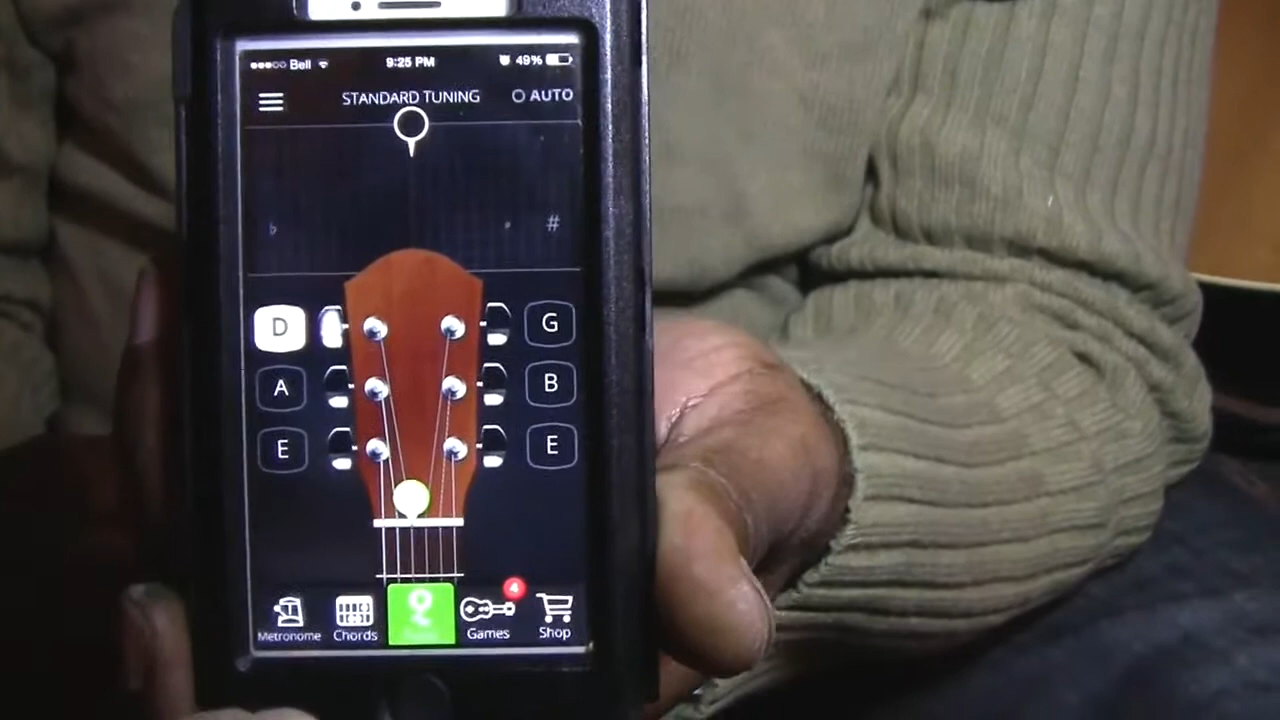 Bell 9:25 PM 49%
STANDARD TUNING AUTO
♭ #
D G
A B
E E
4
Metronome Chords Games Shop